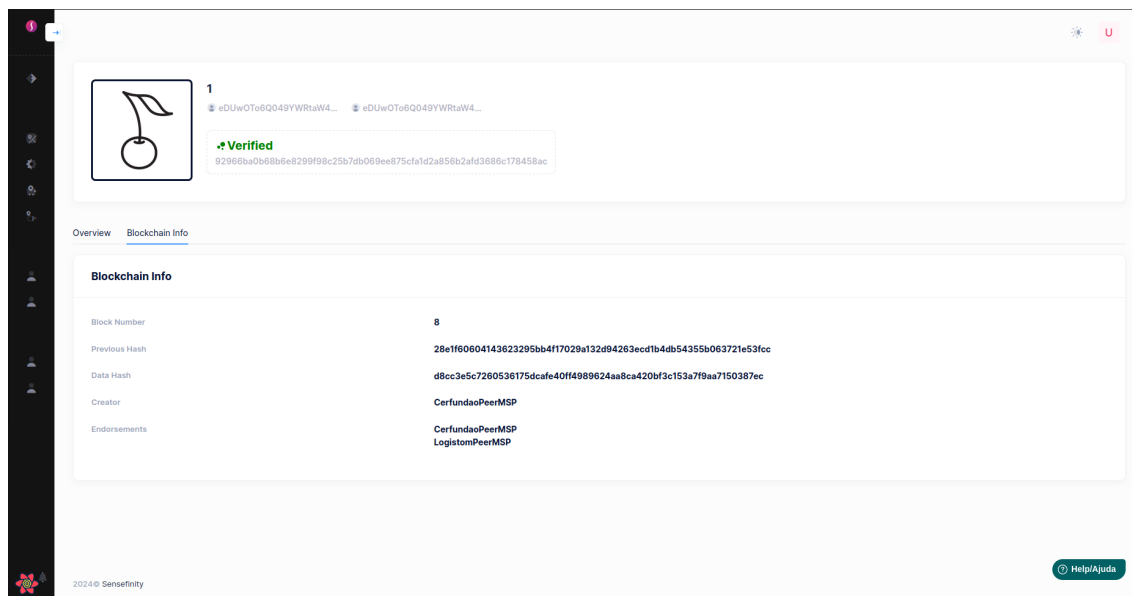 U
1
eDUwOTo6Q049YWRtaW4... eDUwOTo6Q049YWRtaW4...
Verified
92966ba0b68b6e8299f98c25b7db069ee875cfa1d2a856b2afd3686c178458ac
Overview Blockchain Info
Blockchain Info
Block Number 8
Previous Hash 28e1f60604143623295bb4f17029a132d94263ecd1b4db54355b063721e53fcc
Data Hash d8cc3e5c7260536175dcafe40ff4989624aa8ca420bf3c153a7f9aa7150387ec
Creator CerfundaoPeerMSP
Endorsements CerfundaoPeerMSP
LogistomPeerMSP
Help/Ajuda
2024© Sensefinity